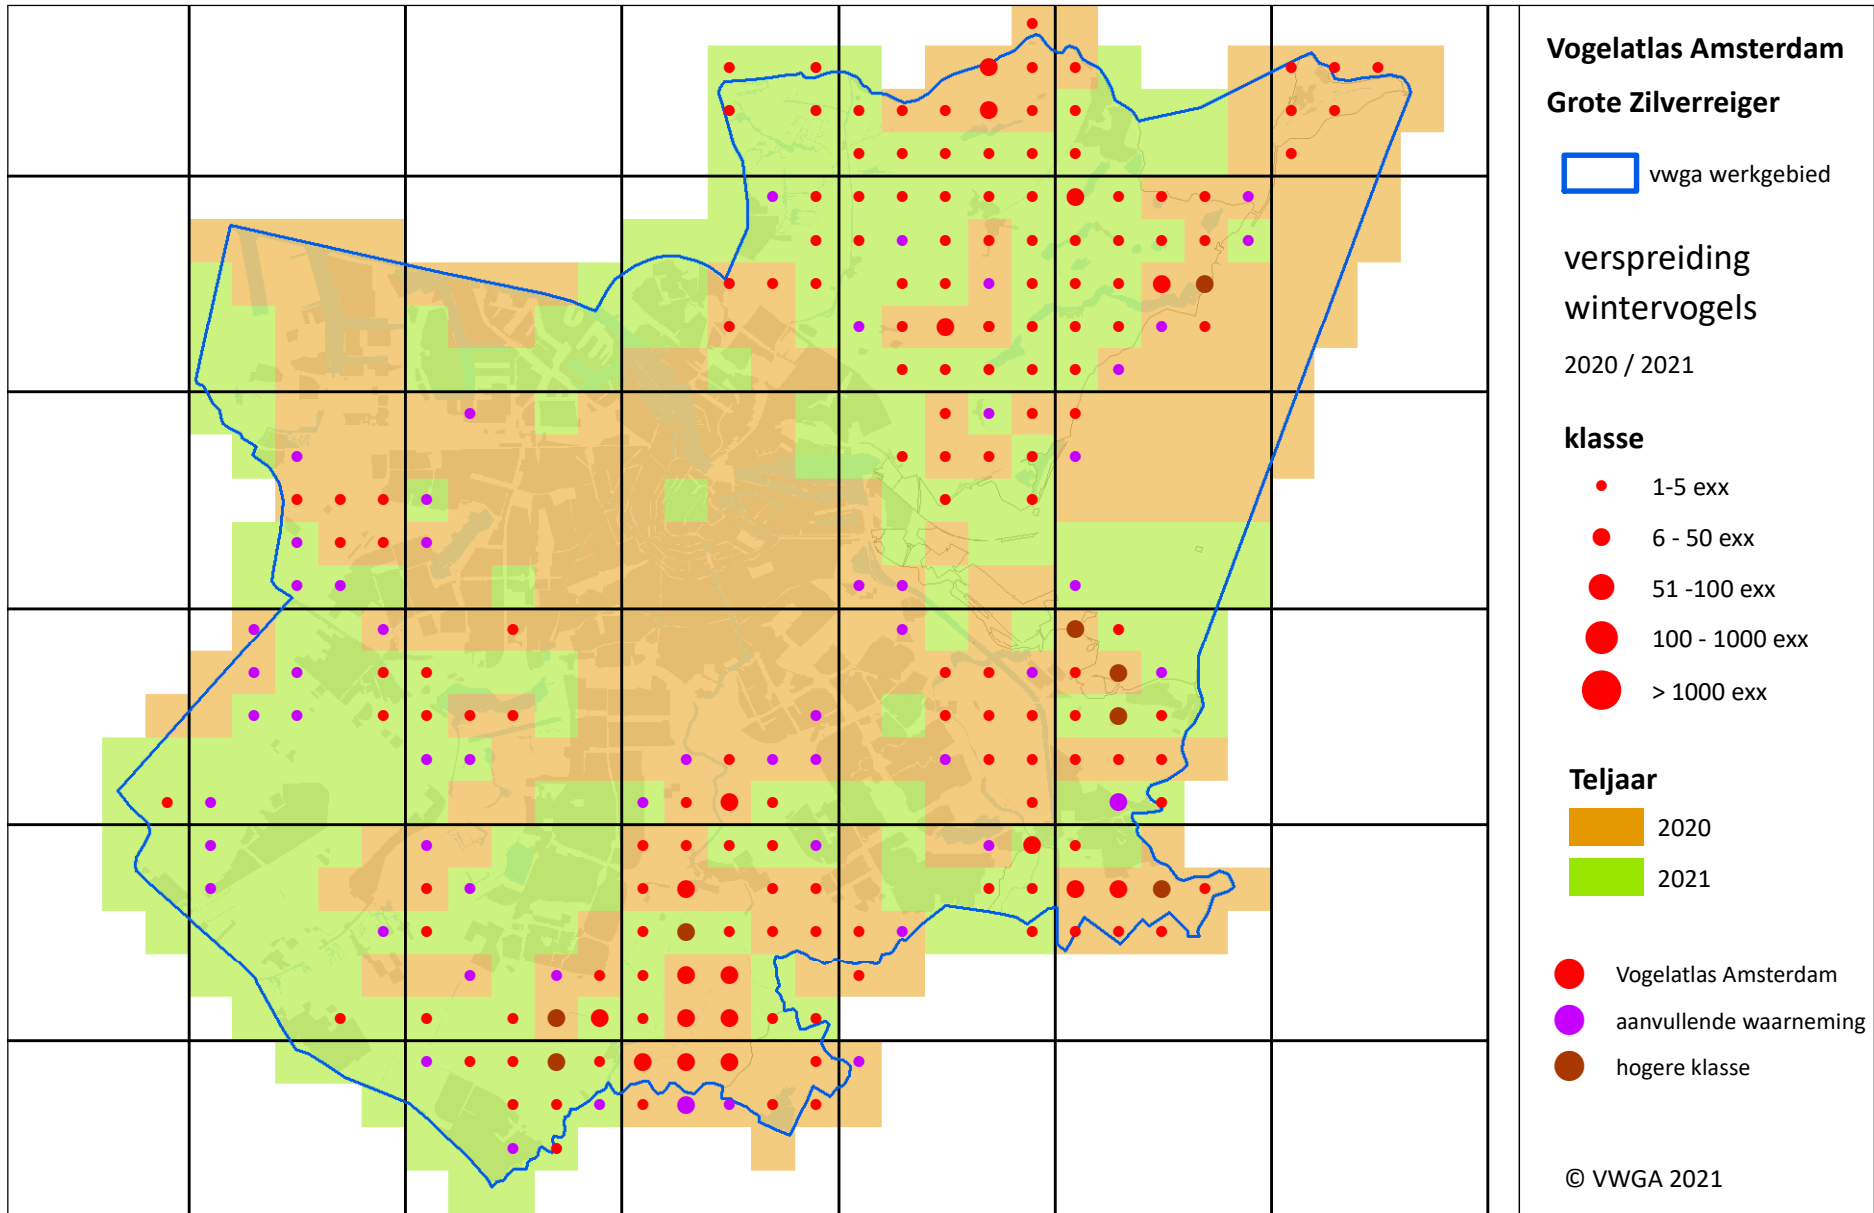 Vogelatlas Amsterdam
Grote Zilverreiger
vwga werkgebied
verspreiding
wintervogels
2020 / 2021
klasse
1-5 exx
6 - 50 exx
51 -100 exx
100 - 1000 exx
> 1000 exx
Teljaar
2020
2021
Vogelatlas Amsterdam
aanvullende waarneming
hogere klasse
© VWGA 2021